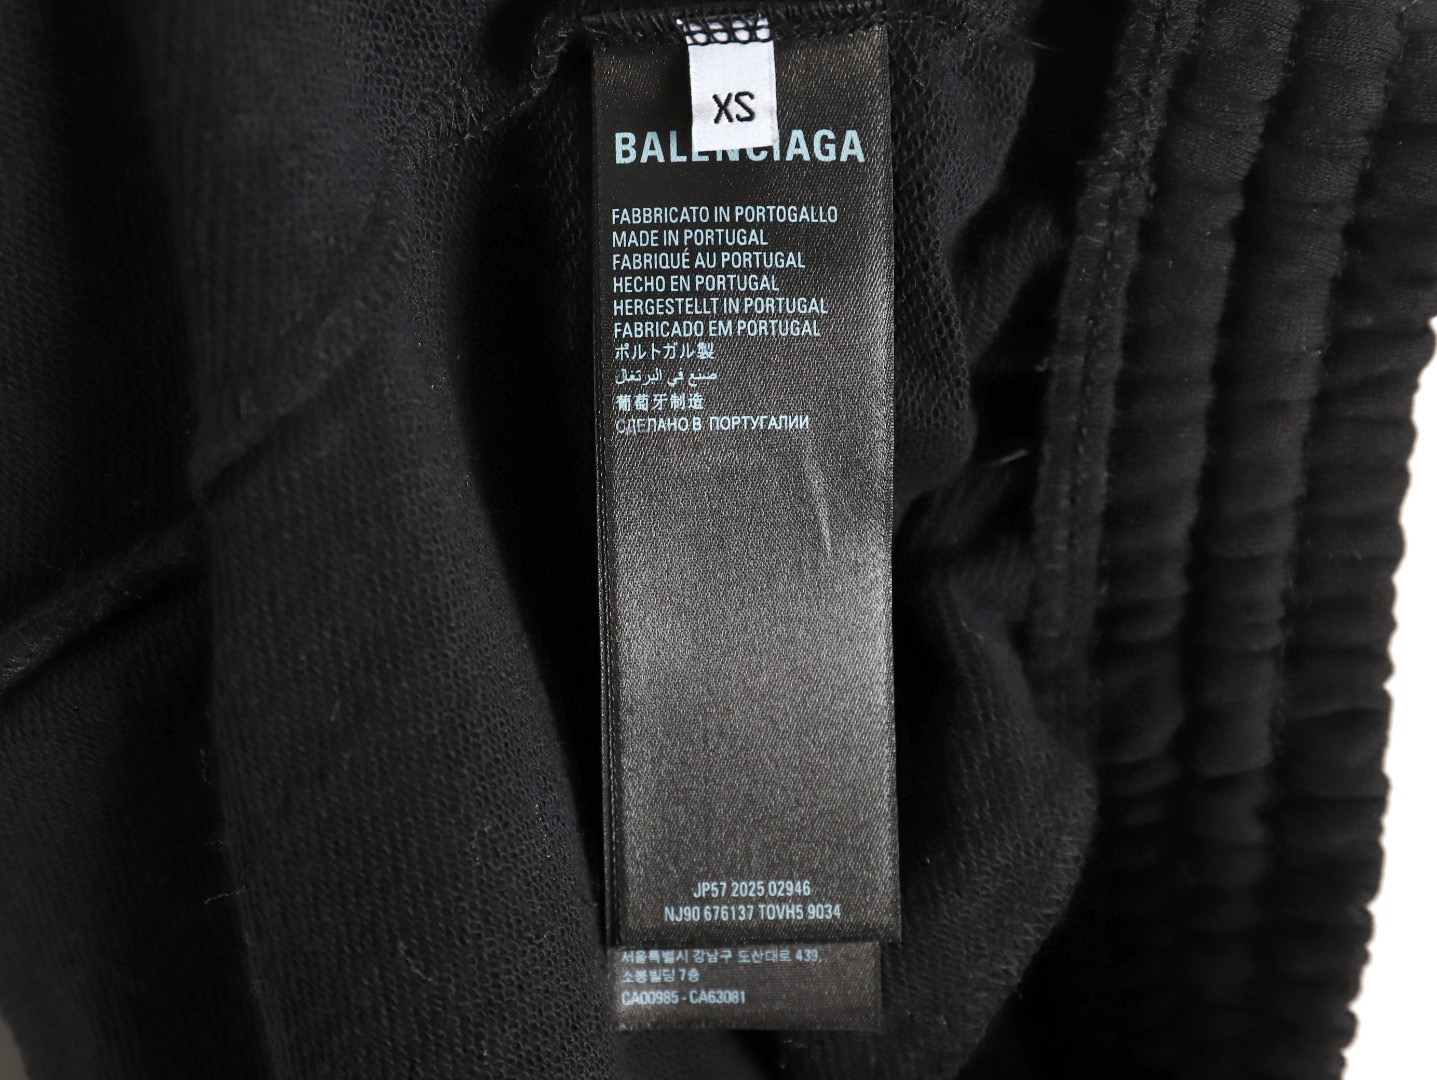 XS
BALENCIAGA
FABBRICATO IN PORTOGALLO
MADE IN PORTUGAL
FABRIQUÉ AU PORTUGAL
HECHO EN PORTUGAL
HERGESTELLT IN PORTUGAL
FABRICADO EM PORTUGAL
ポルトガル製
صنع في البرتغال
葡萄牙制造
СДЕЛАНО В ПОРТУГАЛИИ
JP57 2025 02946
NJ90 676137 TOVH5 9034
서울특별시 강남구 도산대로 439,
소봉빌딩 7층
CA00985 - CA63081